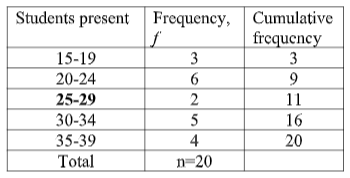 Students present Frequency, f Cumulative frequency
15-19 3 3
20-24 6 9
25-29 2 11
30-34 5 16
35-39 4 20
Total n=20